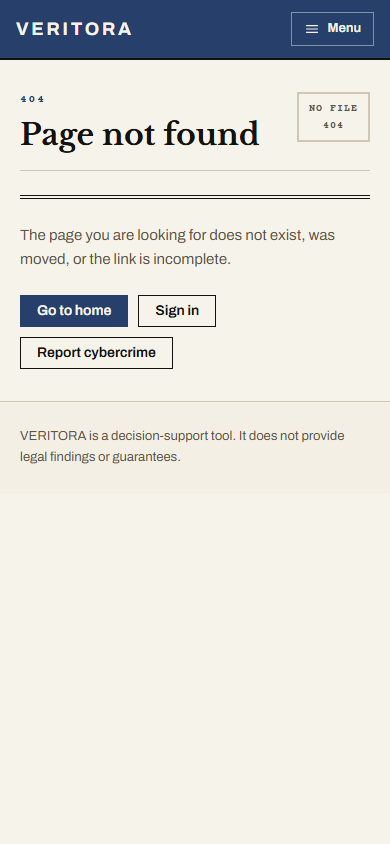 VERITORA
Menu
404
Page not found
NO FILE
404
The page you are looking for does not exist, was
moved, or the link is incomplete.
Go to home
Sign in
Report cybercrime
VERITORA is a decision-support tool. It does not provide
legal findings or guarantees.